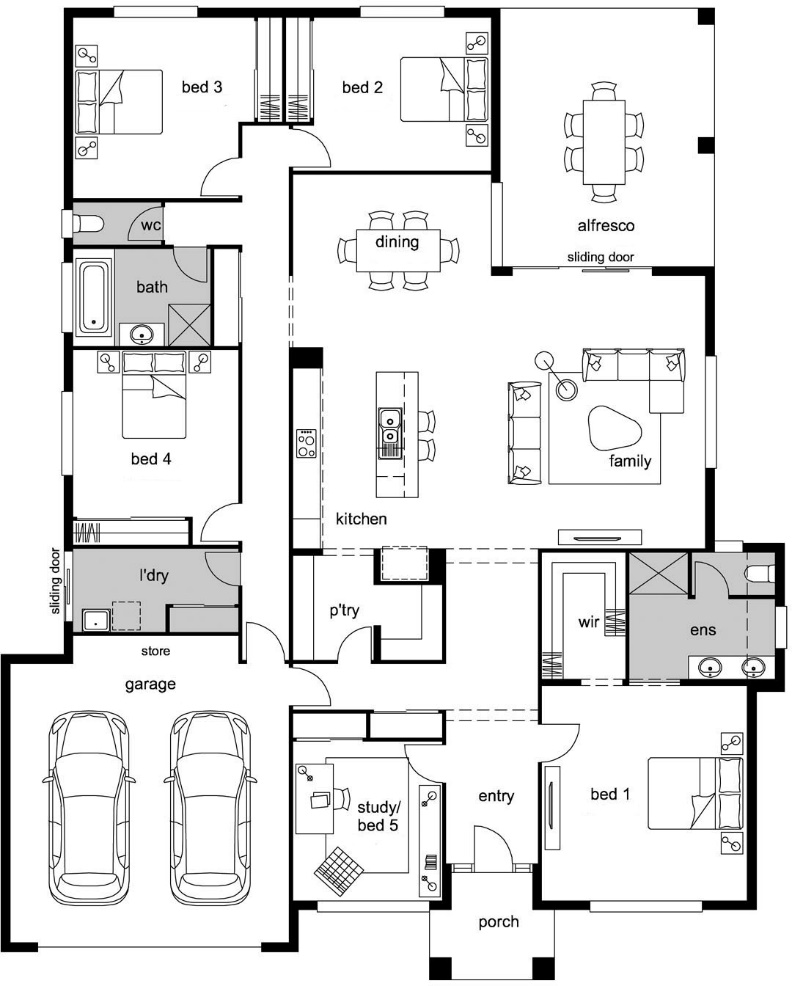 bed 3
bed 2
alfresco
wc
dining
sliding door
bath
bed 4
family
kitchen
sliding door
l'dry
p'try
wir
ens
store
garage
study/
bed 5
entry
bed 1
porch